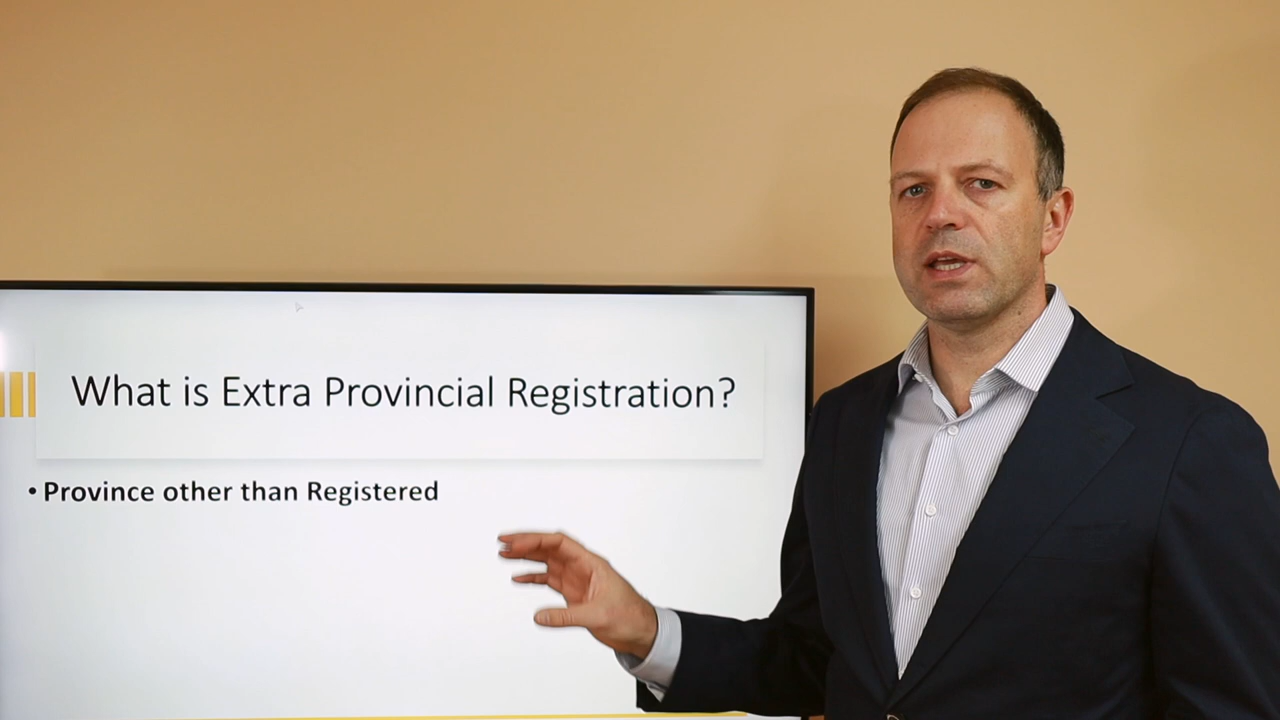 What is Extra Provincial Registration?
• Province other than Registered